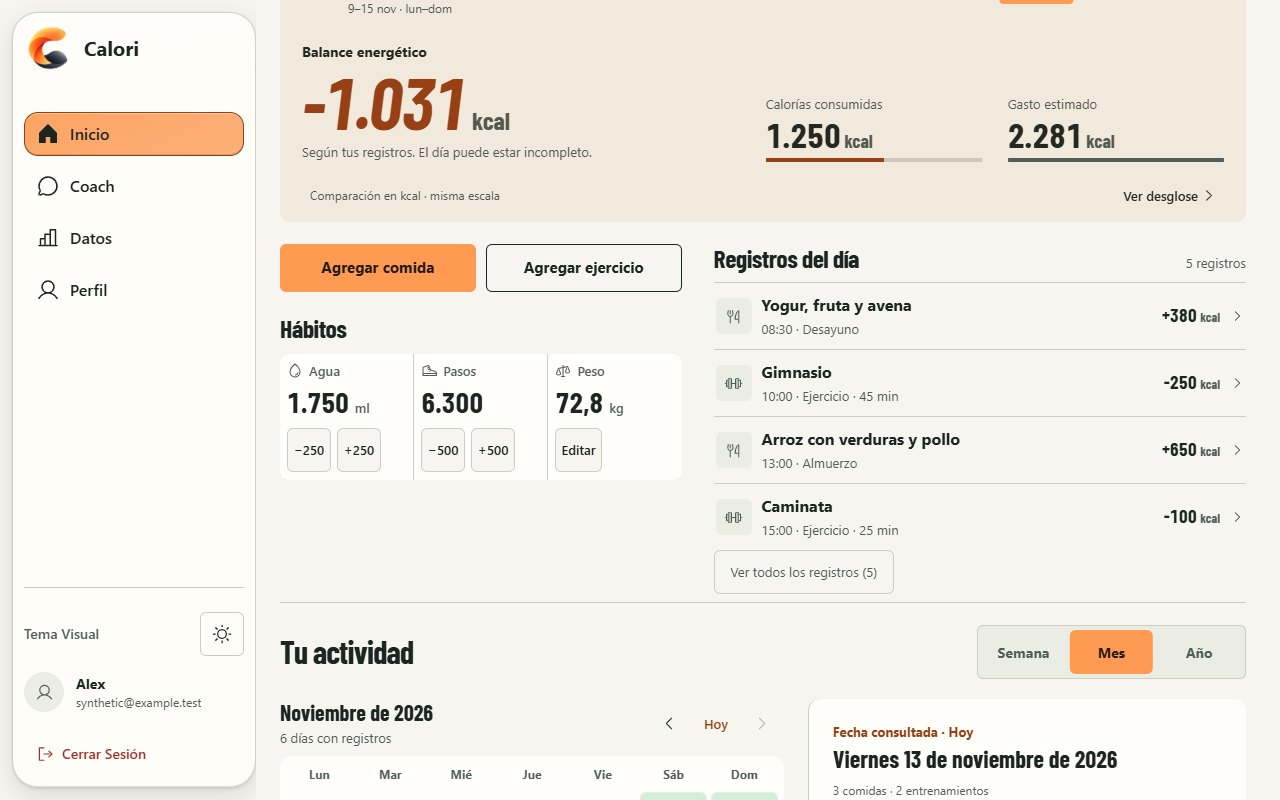 Calori
Inicio
Coach
Datos
Perfil
Tema Visual
Alex
synthetic@example.test
Cerrar Sesión
9–15 nov · lun–dom
Balance energético
-1.031 kcal
Según tus registros. El día puede estar incompleto.
Calorías consumidas
1.250 kcal
Gasto estimado
2.281 kcal
Comparación en kcal · misma escala
Ver desglose
Agregar comida
Agregar ejercicio
Hábitos
Agua
1.750 ml
−250 +250
Pasos
6.300
−500 +500
Peso
72,8 kg
Editar
Registros del día
5 registros
Yogur, fruta y avena
08:30 · Desayuno
+380 kcal
Gimnasio
10:00 · Ejercicio · 45 min
-250 kcal
Arroz con verduras y pollo
13:00 · Almuerzo
+650 kcal
Caminata
15:00 · Ejercicio · 25 min
-100 kcal
Ver todos los registros (5)
Tu actividad
Semana Mes Año
Noviembre de 2026
6 días con registros
Hoy
Lun Mar Mié Jue Vie Sáb Dom
Fecha consultada · Hoy
Viernes 13 de noviembre de 2026
3 comidas · 2 entrenamientos